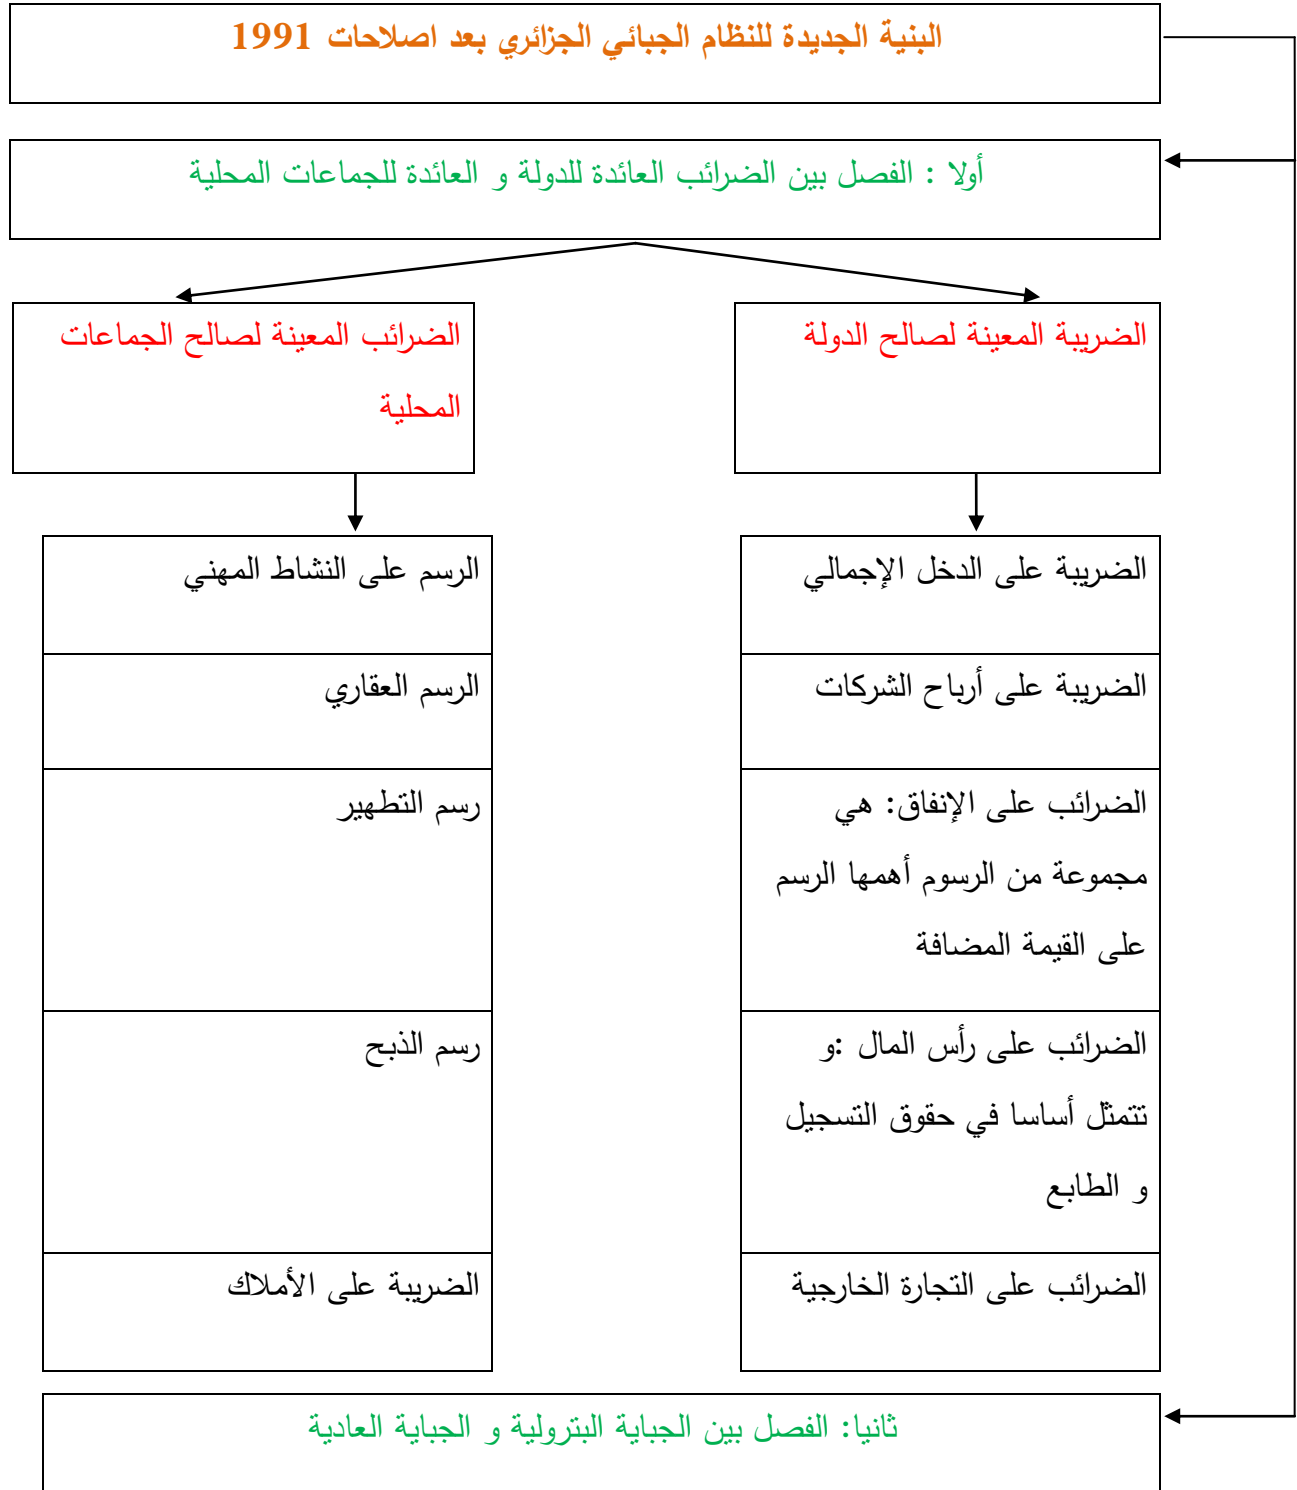 البنية الجديدة للنظام الجبائي الجزائري بعد اصلاحات 1991
أولا : الفصل بين الضرائب العائدة للدولة و العائدة للجماعات المحلية
الضريبة المعينة لصالح الدولة
الضرائب المعينة لصالح الجماعات
المحلية
الضريبة على الدخل الإجمالي
الرسم على النشاط المهني
الضريبة على أرباح الشركات
الرسم العقاري
الضرائب على الإنفاق: هي
مجموعة من الرسوم أهمها الرسم
على القيمة المضافة
رسم التطهير
الضرائب على رأس المال :و
تتمثل أساسا في حقوق التسجيل
و الطابع
رسم الذبح
الضرائب على التجارة الخارجية
الضريبة على الأملاك
ثانيا: الفصل بين الجباية البترولية و الجباية العادية